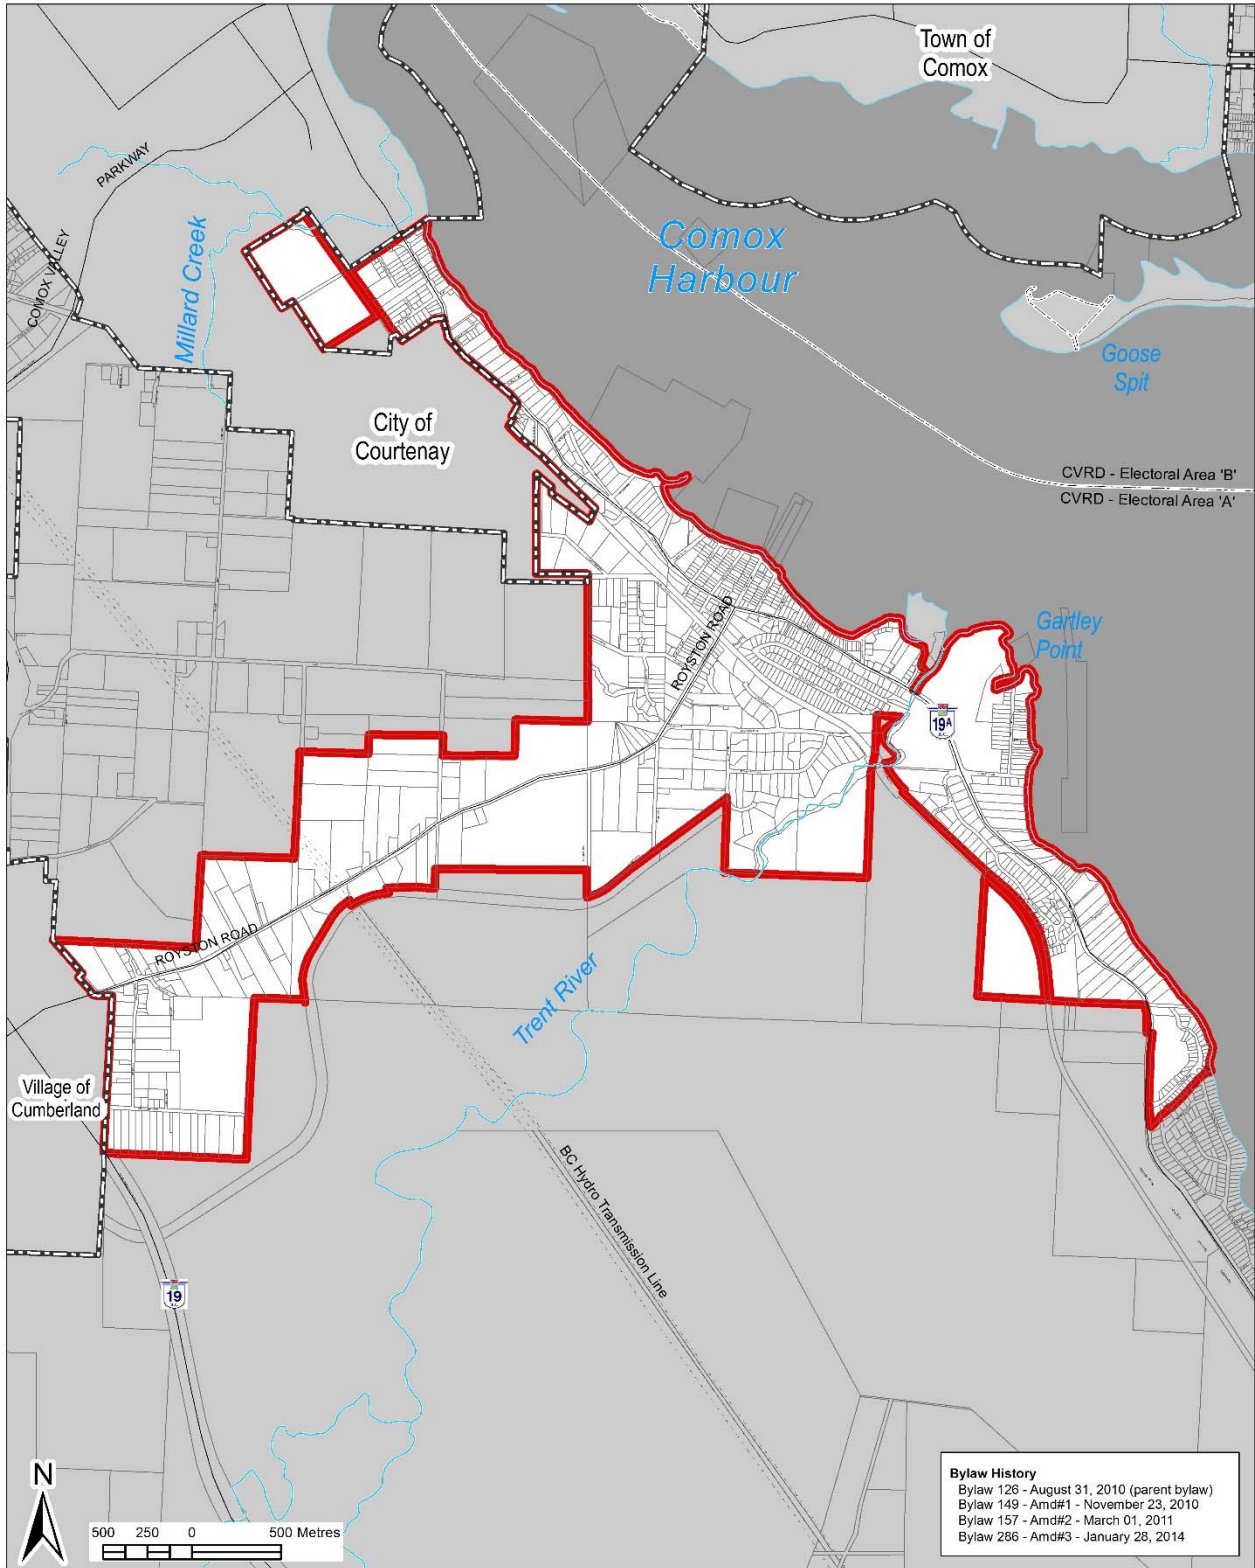 Town of
Comox
PARKWAY
COMOX VALLEY
Millard Creek
Comox
Harbour
Goose
Spit
City of
Courtenay
CVRD - Electoral Area 'B'
CVRD - Electoral Area 'A'
ROYSTON ROAD
Gartley
Point
19A
B.C.
ROYSTON ROAD
Trent River
Village of
Cumberland
BC Hydro Transmission Line
19
B.C.
N
500 250 0 500 Metres
Bylaw History
Bylaw 126 - August 31, 2010 (parent bylaw)
Bylaw 149 - Amd#1 - November 23, 2010
Bylaw 157 - Amd#2 - March 01, 2011
Bylaw 286 - Amd#3 - January 28, 2014